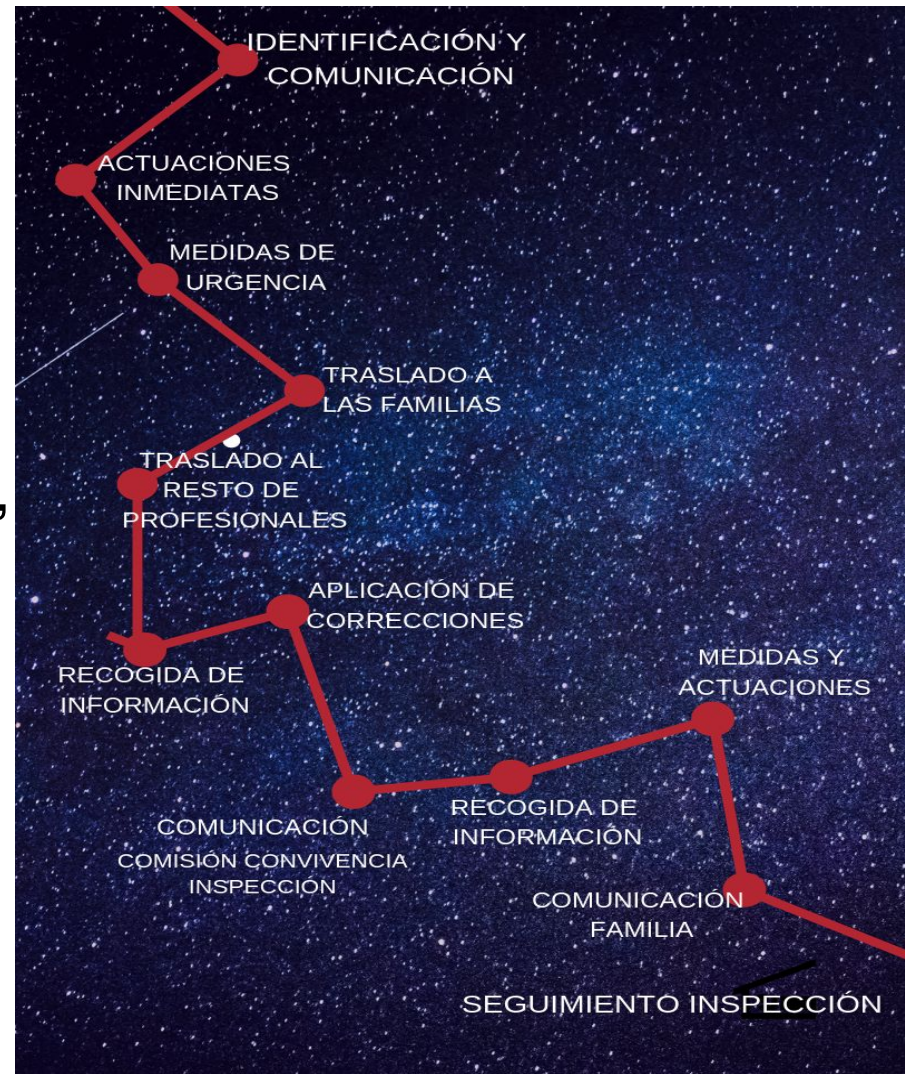 IDENTIFICACIÓN Y
COMUNICACIÓN
ACTUACIONES
INMEDIATAS
MEDIDAS DE
URGENCIA
TRASLADO A
LAS FAMILIAS
TRASLADO AL
RESTO DE
PROFESIONALES
,
RECOGIDA DE
INFORMACIÓN
APLICACIÓN DE
CORRECCIONES
COMUNICACIÓN
COMISIÓN CONVIVENCIA
INSPECCIÓN
RECOGIDA DE
INFORMACIÓN
MEDIDAS Y
ACTUACIONES
COMUNICACIÓN
FAMILIA
SEGUIMIENTO INSPECCIÓN